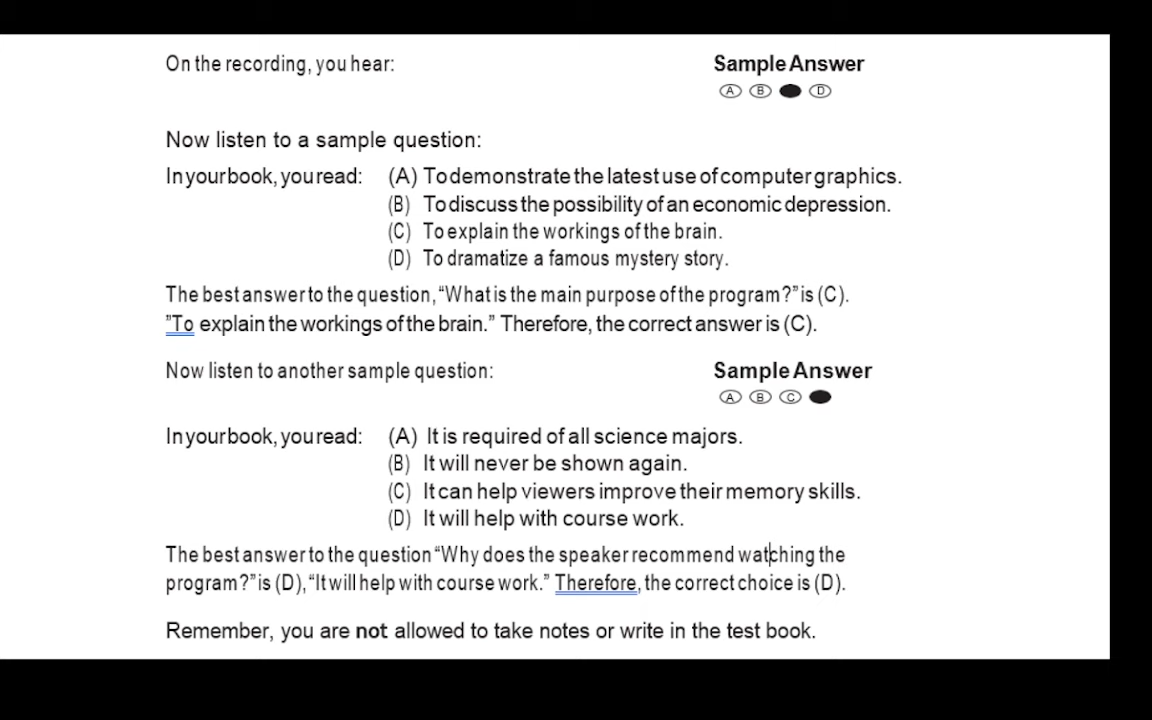 On the recording, you hear:
Sample Answer
A B D
Now listen to a sample question:
In your book, you read: (A) To demonstrate the latest use of computer graphics.
(B) To discuss the possibility of an economic depression.
(C) To explain the workings of the brain.
(D) To dramatize a famous mystery story.
The best answer to the question, “What is the main purpose of the program?” is (C).
”To explain the workings of the brain.” Therefore, the correct answer is (C).
Now listen to another sample question:
Sample Answer
A B C
In your book, you read: (A) It is required of all science majors.
(B) It will never be shown again.
(C) It can help viewers improve their memory skills.
(D) It will help with course work.
The best answer to the question “Why does the speaker recommend watching the
program?” is (D), “It will help with course work.” Therefore, the correct choice is (D).
Remember, you are not allowed to take notes or write in the test book.